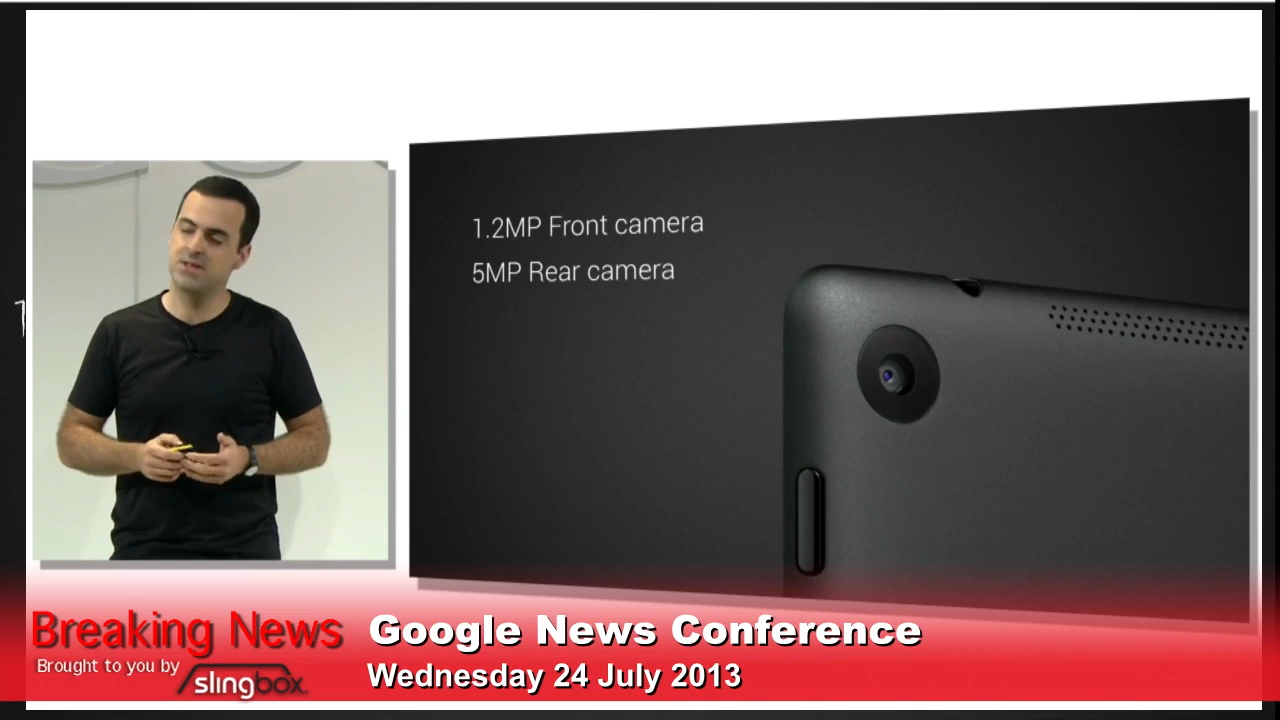 1.2MP Front camera
5MP Rear camera
Breaking News
Brought to you by
slingbox
Google News Conference
Wednesday 24 July 2013